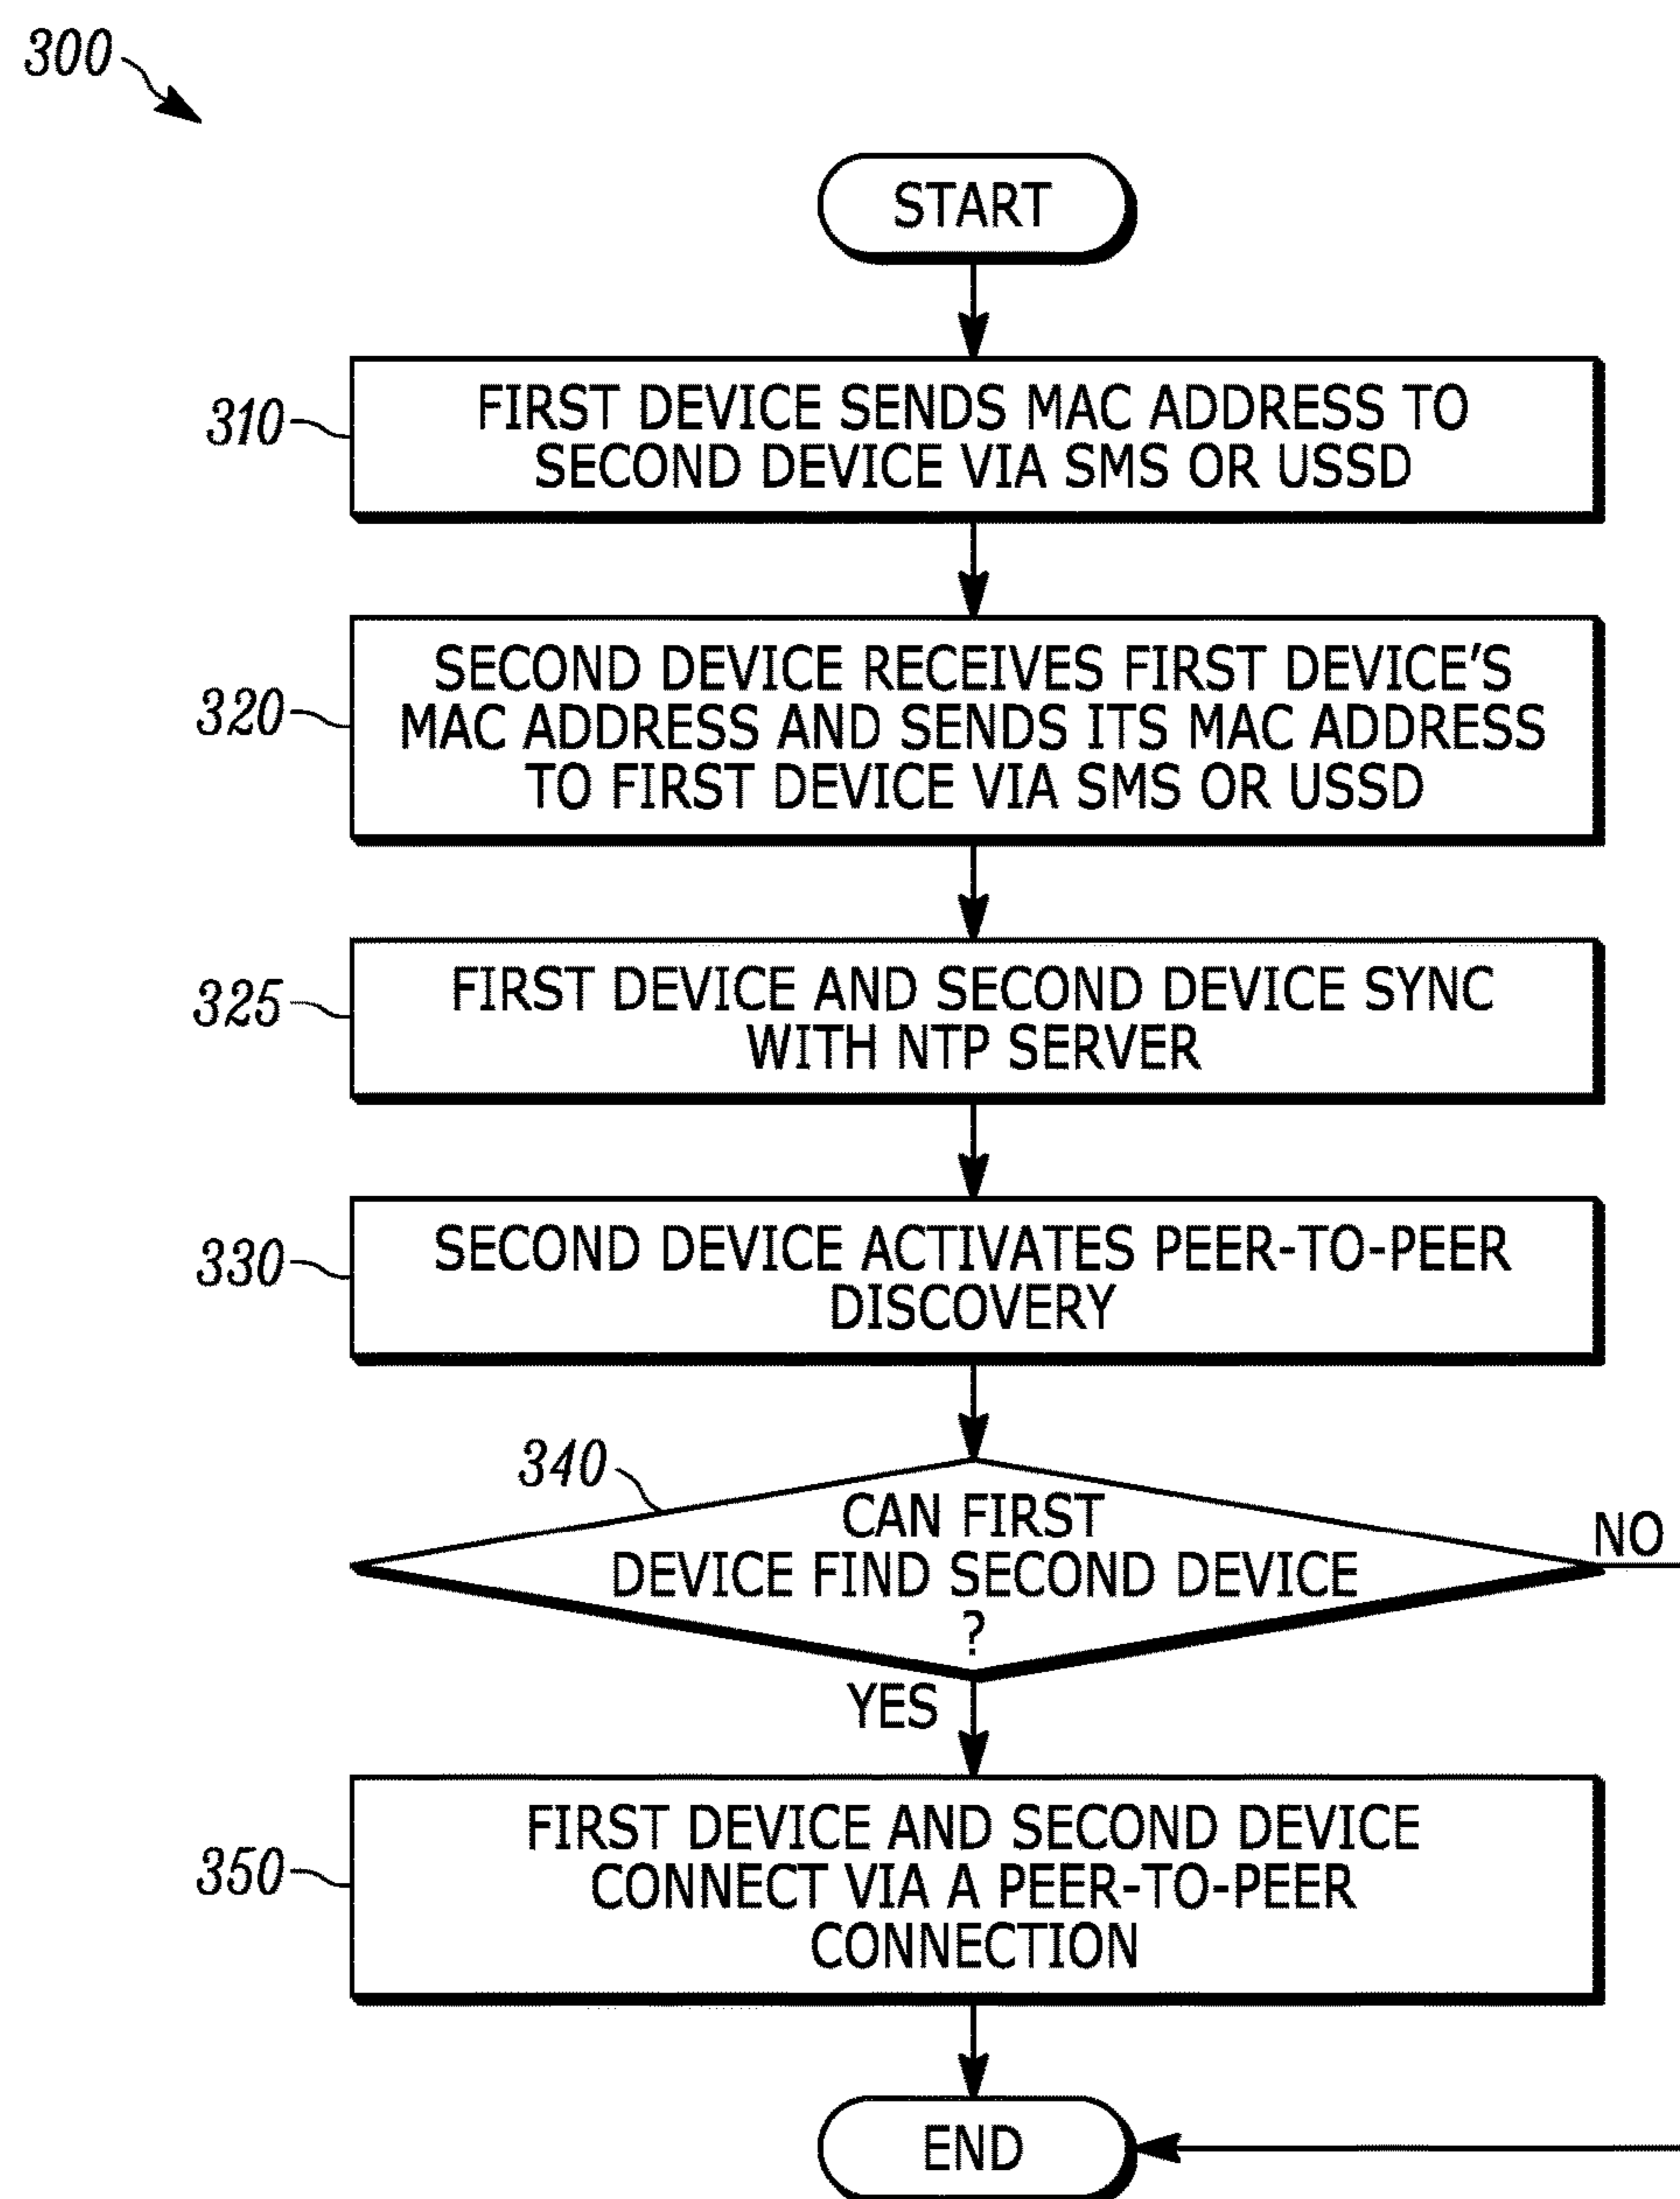 300
START
310
FIRST DEVICE SENDS MAC ADDRESS TO
SECOND DEVICE VIA SMS OR USSD
320
SECOND DEVICE RECEIVES FIRST DEVICE'S
MAC ADDRESS AND SENDS ITS MAC ADDRESS
TO FIRST DEVICE VIA SMS OR USSD
325
FIRST DEVICE AND SECOND DEVICE SYNC
WITH NTP SERVER
330
SECOND DEVICE ACTIVATES PEER-TO-PEER
DISCOVERY
340
CAN FIRST
DEVICE FIND SECOND DEVICE
?
NO
YES
350
FIRST DEVICE AND SECOND DEVICE
CONNECT VIA A PEER-TO-PEER
CONNECTION
END